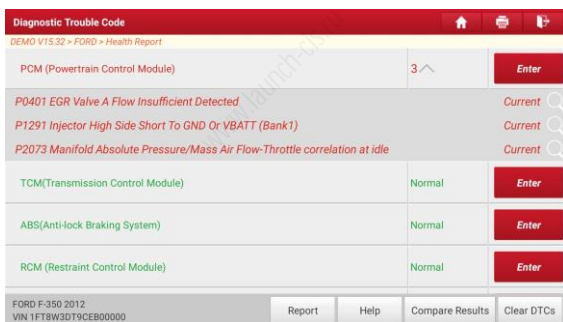 Diagnostic Trouble Code
DEMO V15.32 > FORD > Health Report
PCM (Powertrain Control Module) 3 Enter
P0401 EGR Valve A Flow Insufficient Detected Current
P1291 Injector High Side Short To GND Or VBATT (Bank1) Current
P2073 Manifold Absolute Pressure/Mass Air Flow-Throttle correlation at idle Current
TCM(Transmission Control Module) Normal Enter
ABS(Anti-lock Braking System) Normal Enter
RCM (Restraint Control Module) Normal Enter
FORD F-350 2012
VIN 1FT8W3DT9CEB00000
Report Help Compare Results Clear DTCs